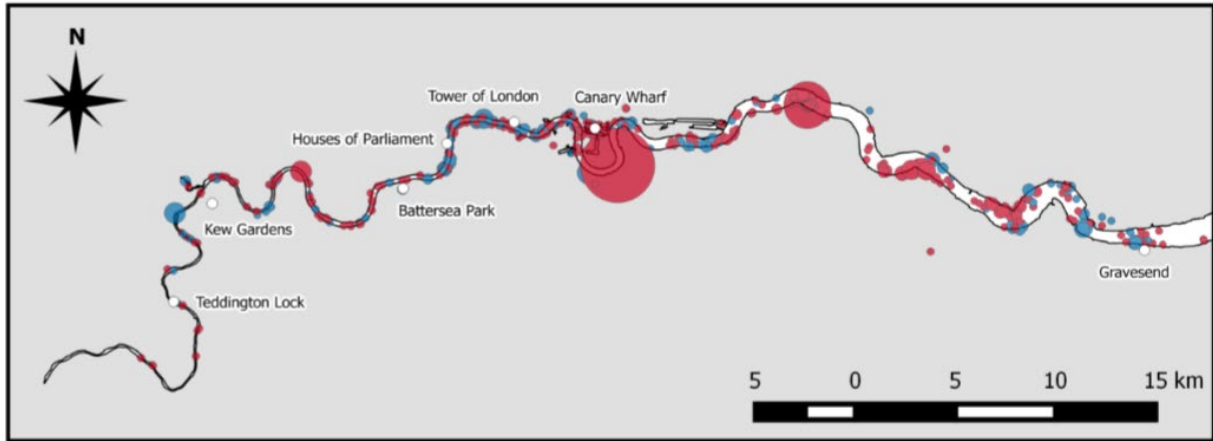 N
Tower of London
Canary Wharf
Houses of Parliament
Battersea Park
Kew Gardens
Gravesend
Teddington Lock
5 0 5 10 15 km